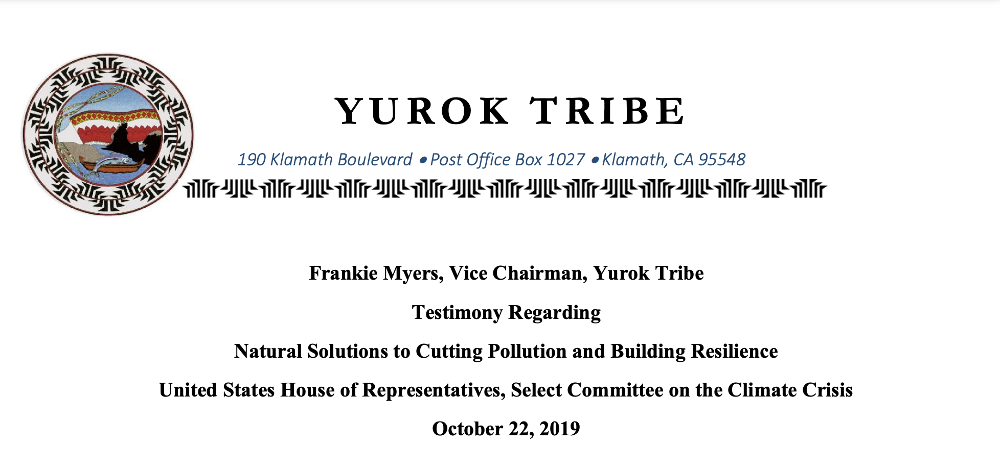 YUROK TRIBE
190 Klamath Boulevard ● Post Office Box 1027 ● Klamath, CA 95548
Frankie Myers, Vice Chairman, Yurok Tribe
Testimony Regarding
Natural Solutions to Cutting Pollution and Building Resilience
United States House of Representatives, Select Committee on the Climate Crisis
October 22, 2019